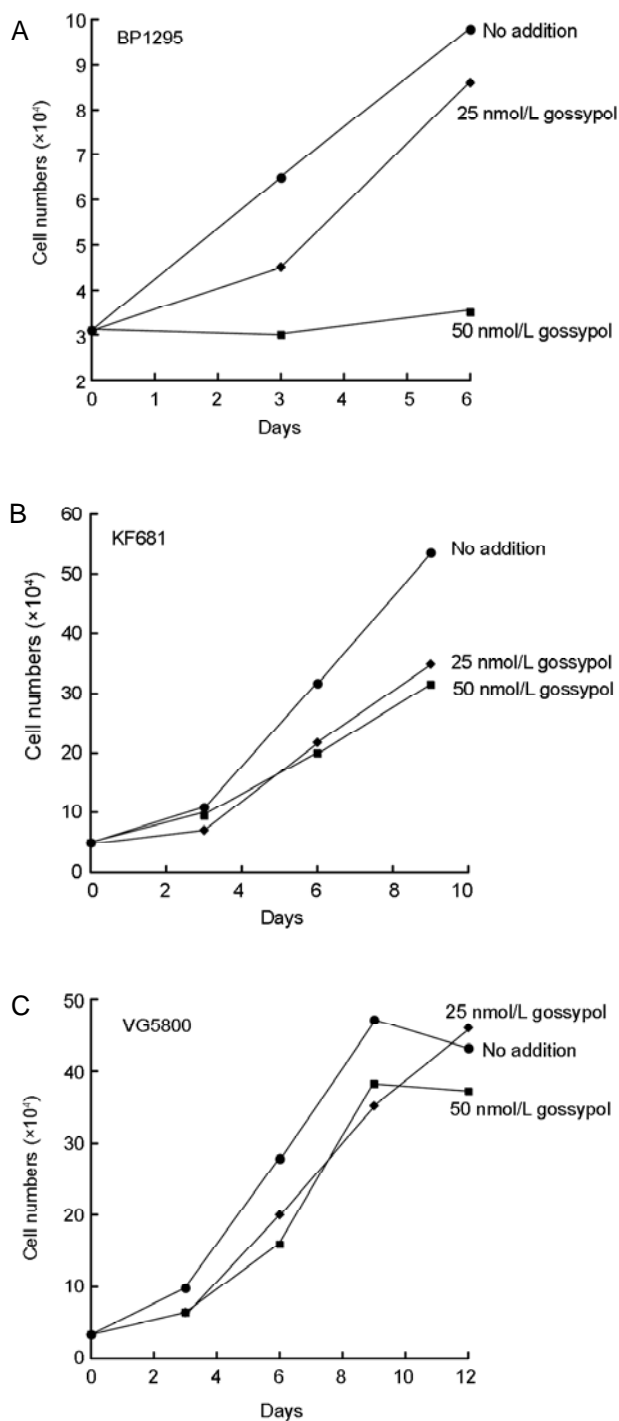 A
BP1295
10
9
8
7
6
5
4
3
2
Cell numbers (×10⁴)
No addition
25 nmol/L gossypol
50 nmol/L gossypol
0 1 2 3 4 5 6
Days
B
KF681
60
50
40
30
20
10
0
Cell numbers (×10⁴)
No addition
25 nmol/L gossypol
50 nmol/L gossypol
0 2 4 6 8 10
Days
C
VG5800
50
40
30
20
10
0
Cell numbers (×10⁴)
25 nmol/L gossypol
No addition
50 nmol/L gossypol
0 2 4 6 8 10 12
Days